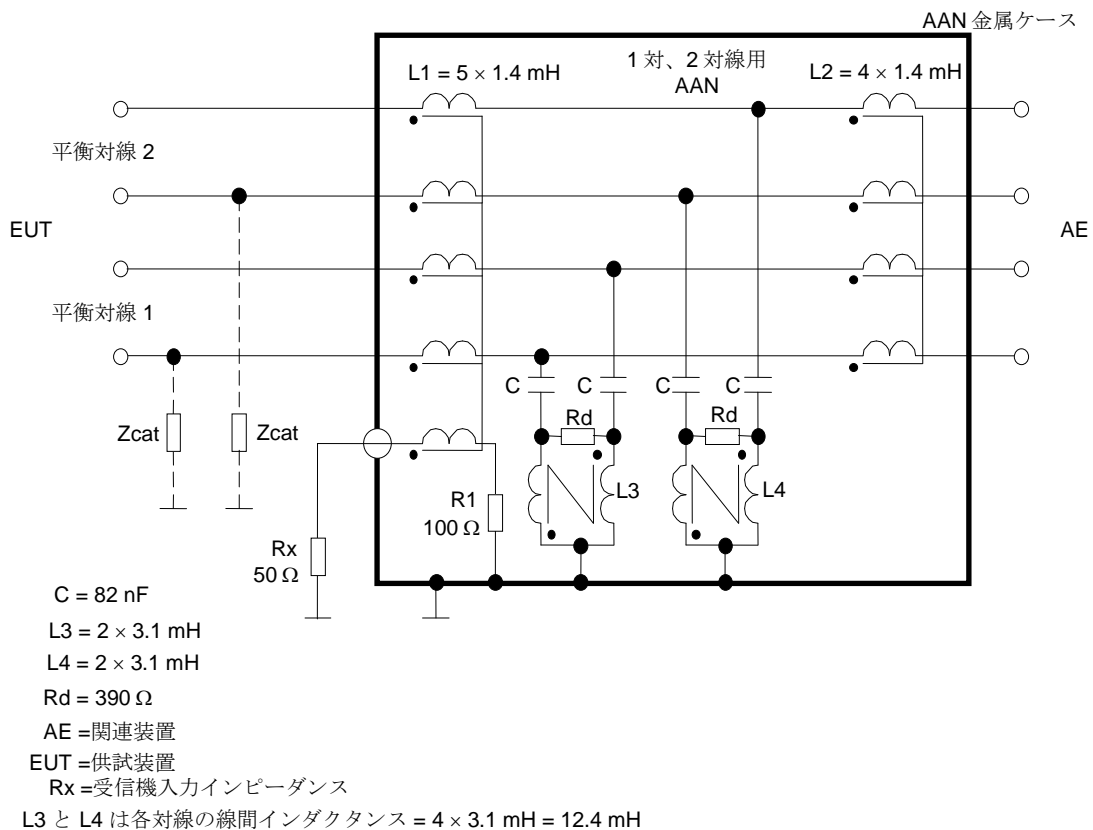 AAN 金属ケース
L1 = 5 × 1.4 mH
1 対、2 対線用
AAN
L2 = 4 × 1.4 mH
平衡対線 2
EUT
AE
平衡対線 1
C
C
C
C
Rd
Rd
Zcat
Zcat
L3
L4
R1
100 Ω
Rx
50 Ω
C = 82 nF
L3 = 2 × 3.1 mH
L4 = 2 × 3.1 mH
Rd = 390 Ω
AE =関連装置
EUT =供試装置
Rx =受信機入力インピーダンス
L3 と L4 は各対線の線間インダクタンス = 4 × 3.1 mH = 12.4 mH